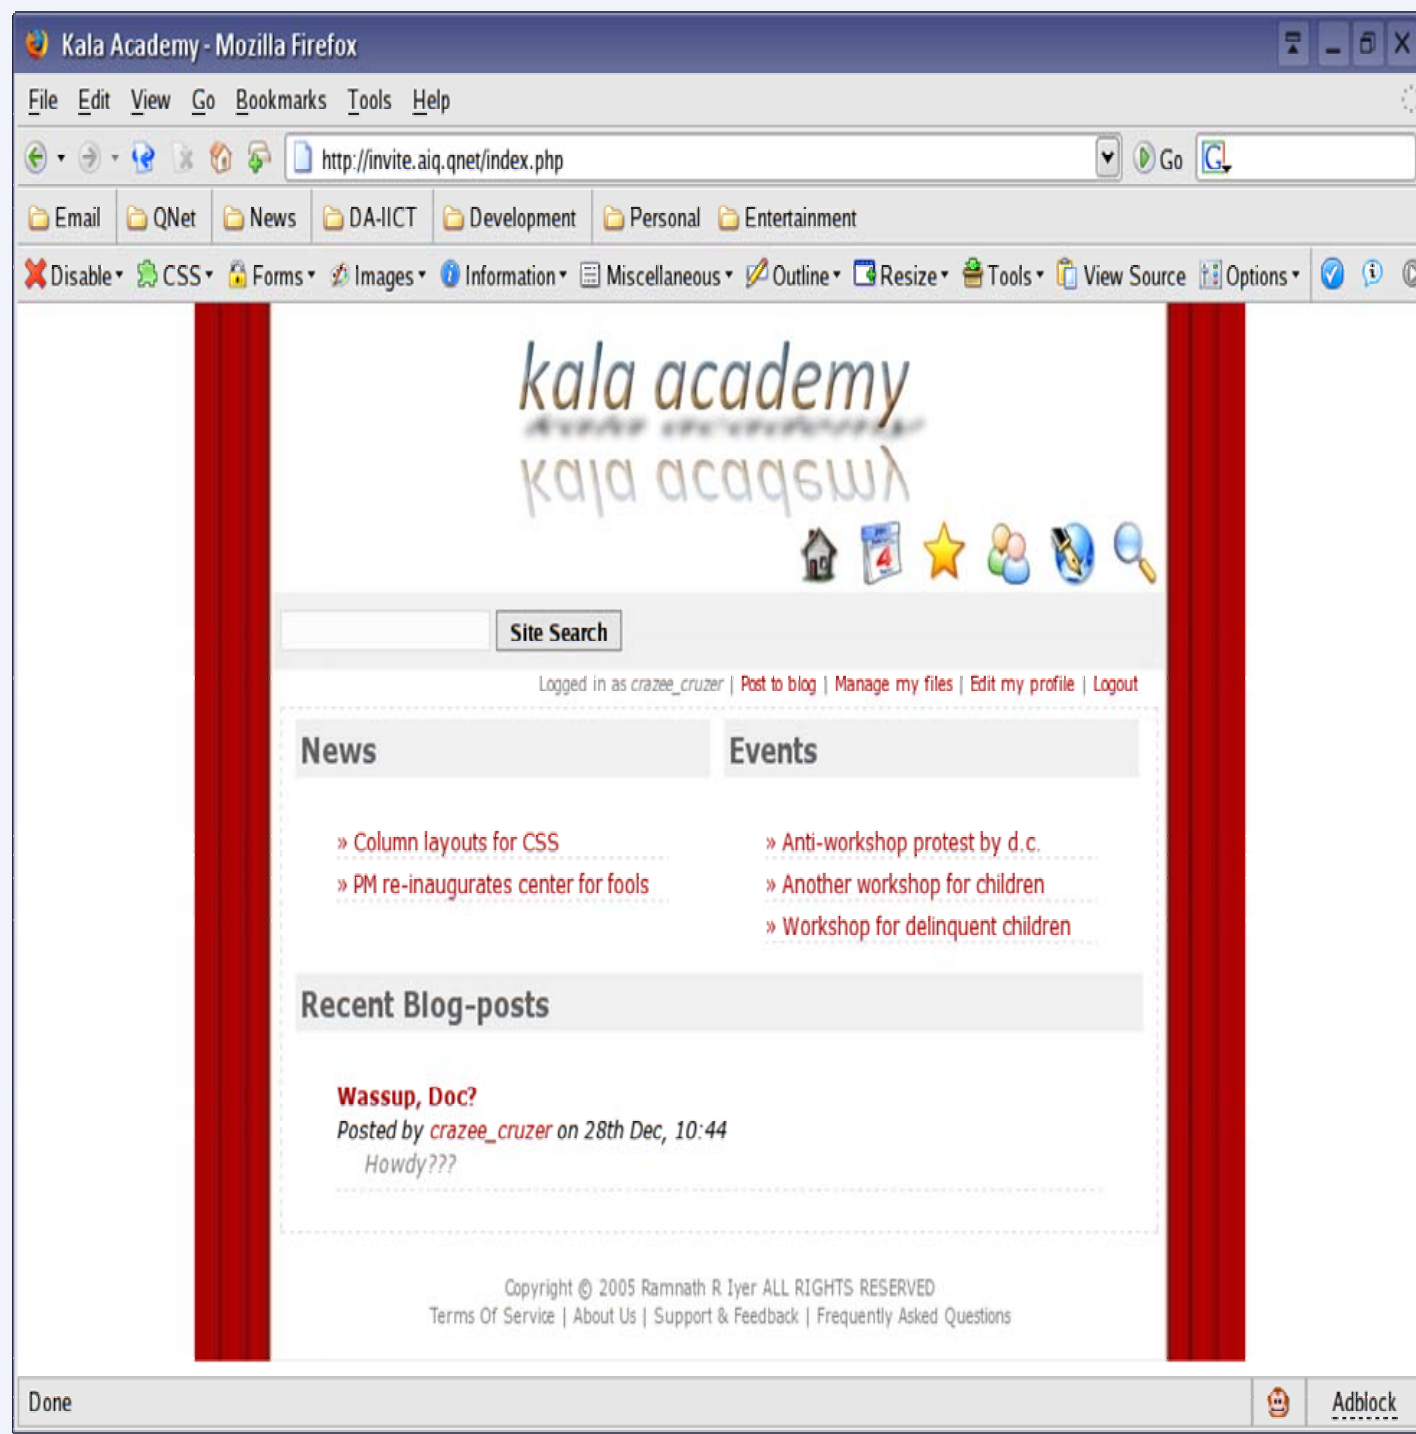 Kala Academy - Mozilla Firefox
File Edit View Go Bookmarks Tools Help
http://invite.aiq.qnet/index.php Go G
Email QNet News DA-IICT Development Personal Entertainment
Disable CSS Forms Images Information Miscellaneous Outline Resize Tools View Source Options
kala academy
kala academy
4
Site Search
Logged in as crazee_cruzer | Post to blog | Manage my files | Edit my profile | Logout
News Events
» Column layouts for CSS » Anti-workshop protest by d.c.
» PM re-inaugurates center for fools » Another workshop for children
» Workshop for delinquent children
Recent Blog-posts
Wassup, Doc?
Posted by crazee_cruzer on 28th Dec, 10:44
Howdy???
Copyright © 2005 Ramnath R Iyer ALL RIGHTS RESERVED
Terms Of Service | About Us | Support & Feedback | Frequently Asked Questions
Done Adblock